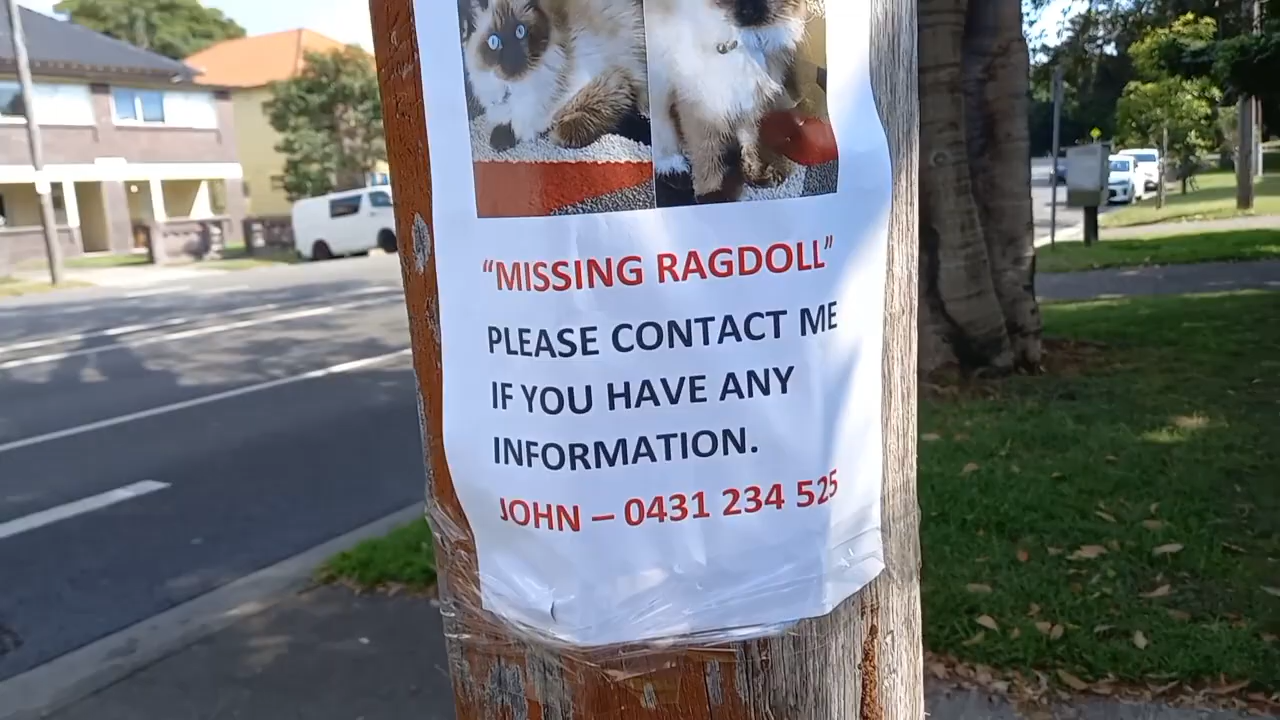 “MISSING RAGDOLL”
PLEASE CONTACT ME
IF YOU HAVE ANY
INFORMATION.
JOHN – 0431 234 525